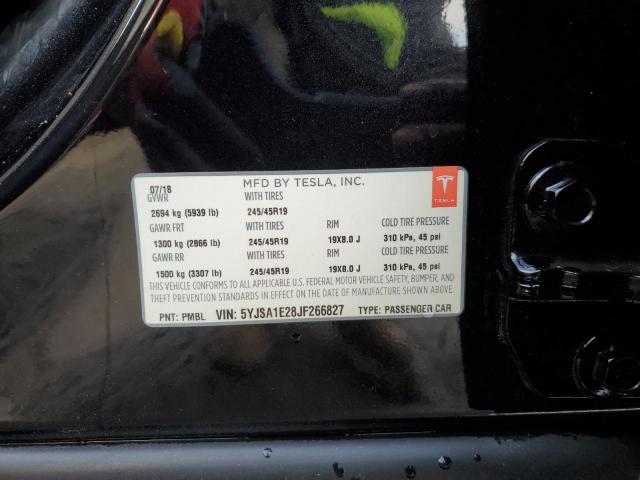 07/18 MFD BY TESLA, INC.
GVWR WITH TIRES
2694 kg (5939 lb) 245/45R19
GAWR FRT WITH TIRES RIM COLD TIRE PRESSURE
1300 kg (2866 lb) 245/45R19 19X8.0 J 310 kPa, 45 psi
GAWR RR WITH TIRES RIM COLD TIRE PRESSURE
1500 kg (3307 lb) 245/45R19 19X8.0 J 310 kPa, 45 psi
THIS VEHICLE CONFORMS TO ALL APPLICABLE U.S. FEDERAL MOTOR VEHICLE SAFETY, BUMPER, AND
THEFT PREVENTION STANDARDS IN EFFECT ON THE DATE OF MANUFACTURE SHOWN ABOVE.
PNT: PMBL VIN: 5YJSA1E28JF266827 TYPE: PASSENGER CAR
TESLA